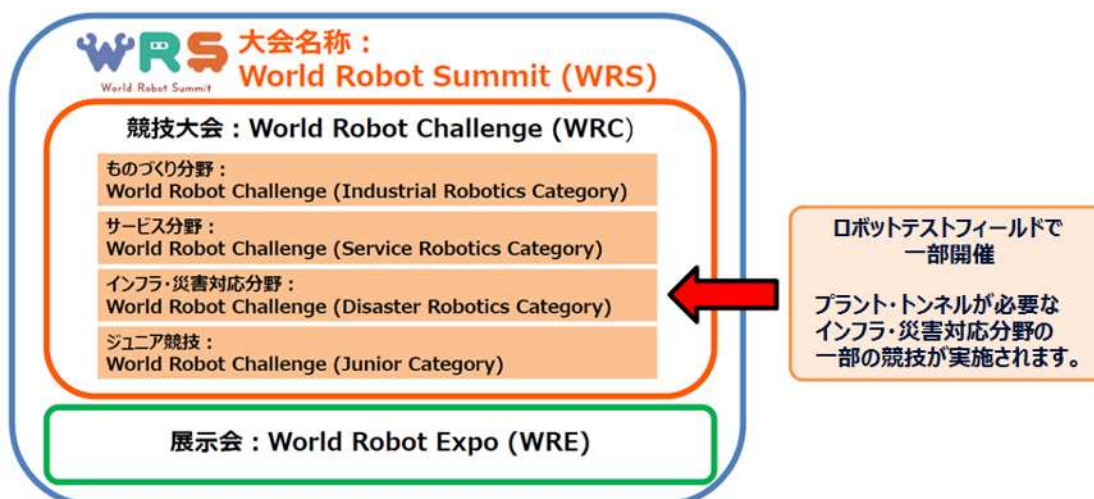 WRS
World Robot Summit
大会名称：
World Robot Summit (WRS)
競技大会：World Robot Challenge (WRC)
ものづくり分野：
World Robot Challenge (Industrial Robotics Category)
サービス分野：
World Robot Challenge (Service Robotics Category)
インフラ・災害対応分野：
World Robot Challenge (Disaster Robotics Category)
ジュニア競技：
World Robot Challenge (Junior Category)
展示会：World Robot Expo (WRE)
ロボットテストフィールドで
一部開催
プラント・トンネルが必要な
インフラ・災害対応分野の
一部の競技が実施されます。